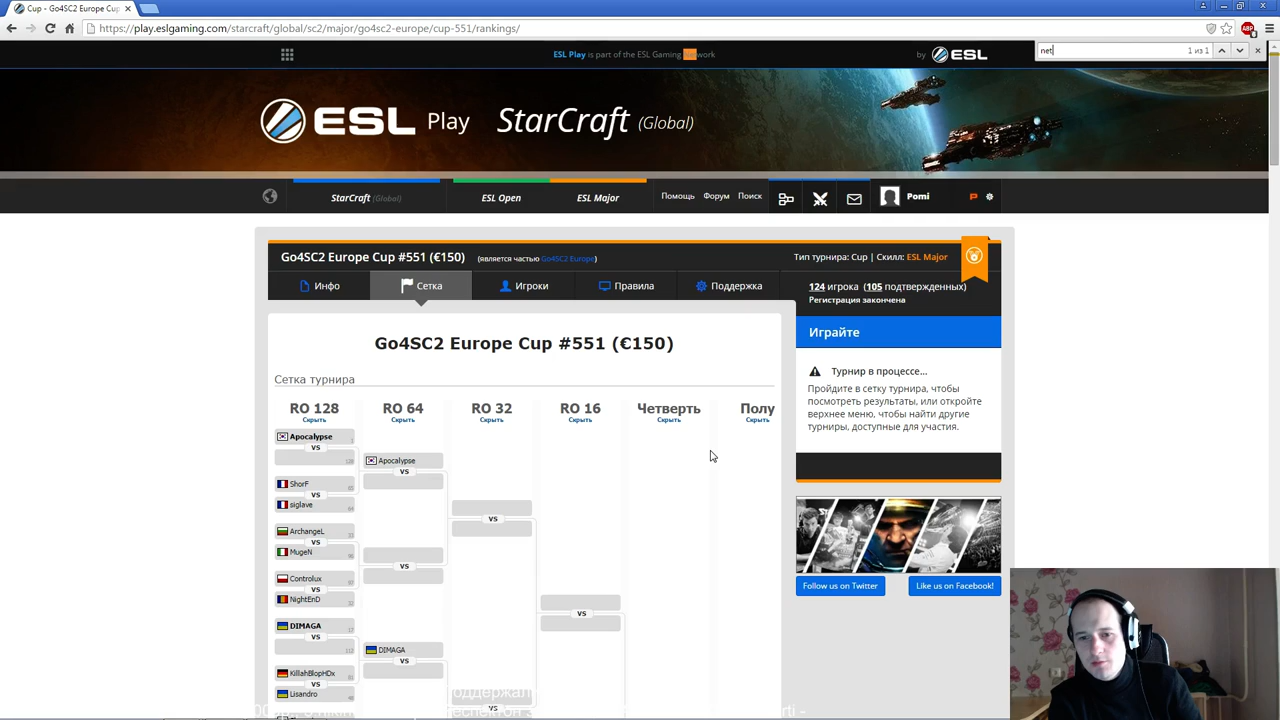 Cup - Go4SC2 Europe Cup
https://play.eslgaming.com/starcraft/global/sc2/major/go4sc2-europe/cup-551/rankings/
net 1 из 1
ESL Play is part of the ESL Gaming Network
by ESL
ESL Play StarCraft (Global)
StarCraft (Global) ESL Open ESL Major Помощь Форум Поиск Pomi
Go4SC2 Europe Cup #551 (€150) (является частью Go4SC2 Europe)
Тип турнира: Cup | Скилл: ESL Major
Инфо Сетка Игроки Правила Поддержка
124 игрока (105 подтвержденных)
Регистрация закончена
Играйте
Go4SC2 Europe Cup #551 (€150)
Турнир в процессе...
Пройдите в сетку турнира, чтобы
посмотреть результаты, или откройте
верхнее меню, чтобы найти другие
турниры, доступные для участия.
Сетка турнира
RO 128 RO 64 RO 32 RO 16 Четверть Полу
Скрыть Скрыть Скрыть Скрыть Скрыть Скрыть
Apocalypse
vs
Apocalypse
vs
ShorF
vs
siglave
vs
ArchangeL
vs
MugeN
vs
Controlux
vs
NightEnD
vs
DIMAGA
vs
DIMAGA
vs
KillahBlopHDx
vs
Lisandro
vs
Follow us on Twitter Like us on Facebook!